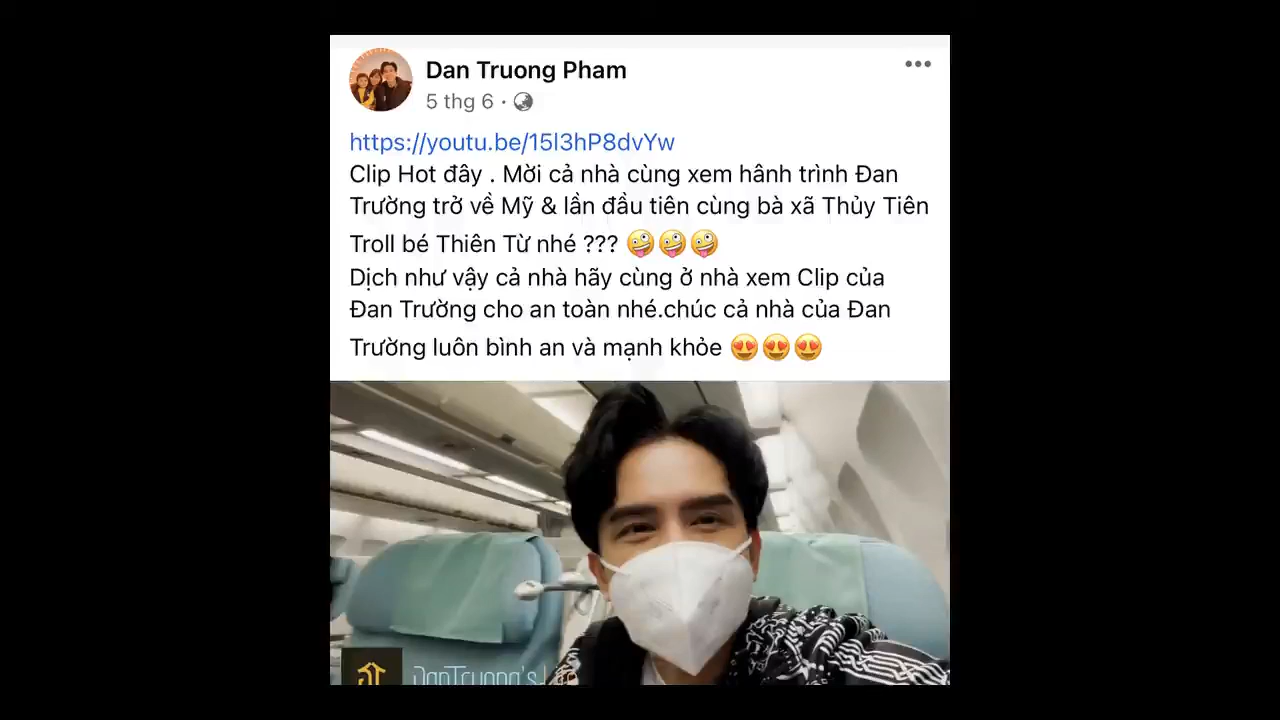 Dan Truong Pham
5 thg 6 ·
https://youtu.be/15l3hP8dvYw
Clip Hot đây . Mời cả nhà cùng xem hânh trình Đan
Trường trở về Mỹ & lần đầu tiên cùng bà xã Thủy Tiên
Troll bé Thiên Từ nhé ??? 🤪🤪🤪
Dịch như vậy cả nhà hãy cùng ở nhà xem Clip của
Đan Trường cho an toàn nhé.chúc cả nhà của Đan
Trường luôn bình an và mạnh khỏe 😍😍😍
DanTruong's